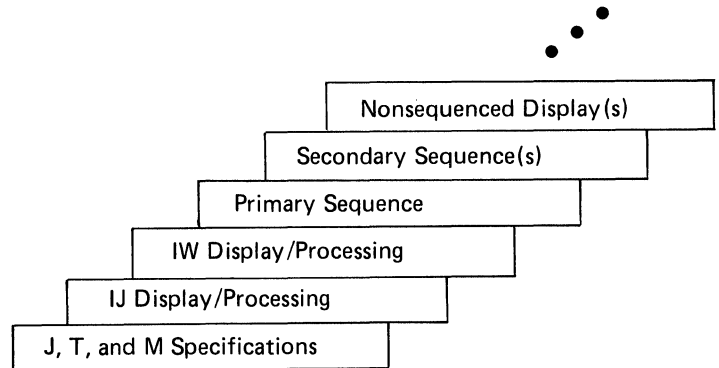 Nonsequenced Display(s)
Secondary Sequence(s)
Primary Sequence
IW Display/Processing
IJ Display/Processing
J, T, and M Specifications